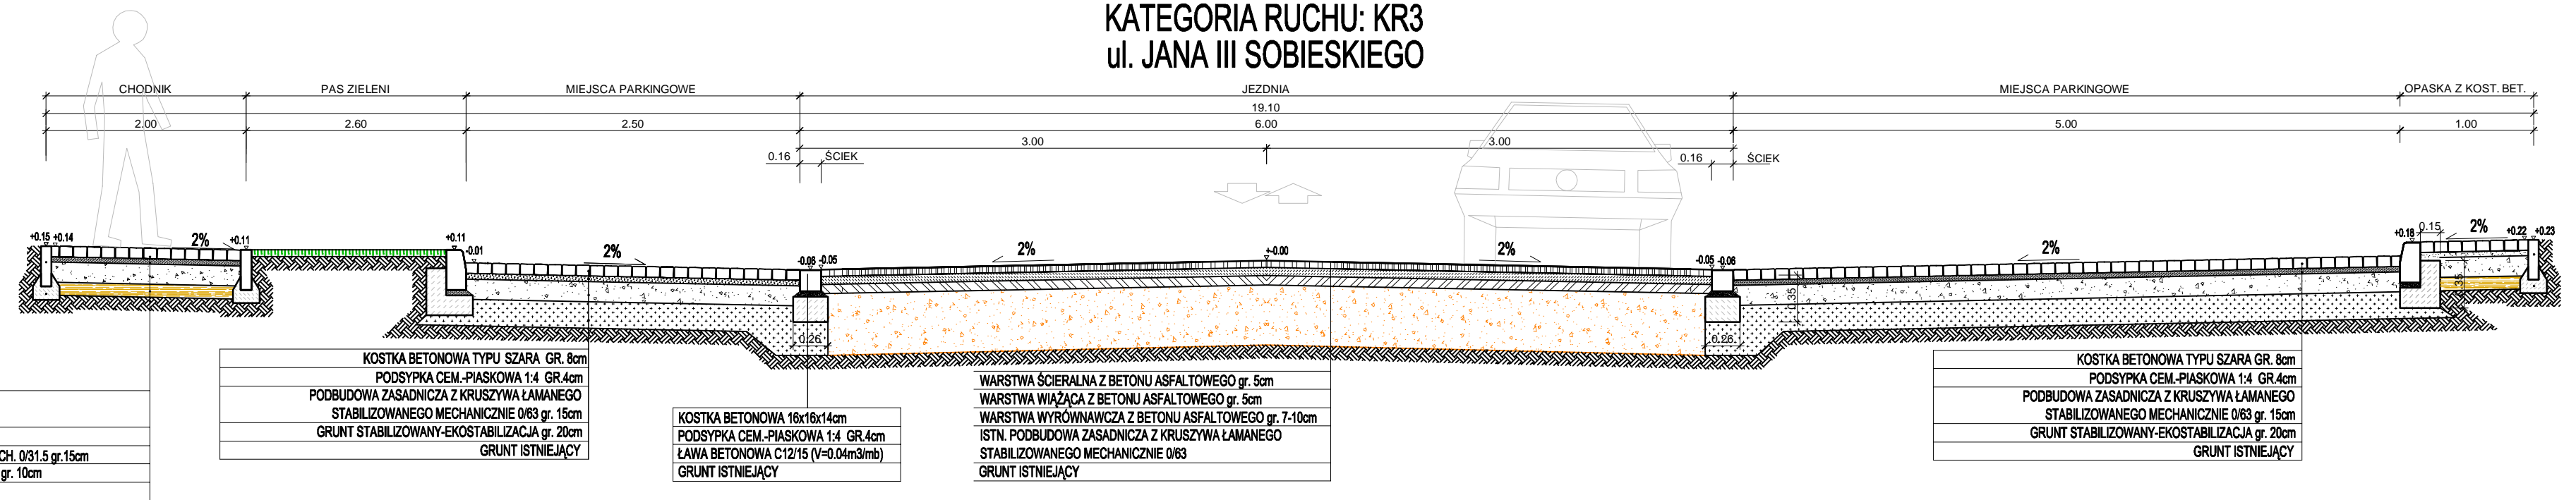 KATEGORIA RUCHU: KR3
ul. JANA III SOBIESKIEGO
CHODNIK PAS ZIELENI MIEJSCA PARKINGOWE JEZDNIA MIEJSCA PARKINGOWE OPASKA Z KOST. BET.
19.10
2.00 2.60 2.50 6.00 5.00 1.00
3.00 3.00
0.16 ŚCIEK 0.16 ŚCIEK
+0.15 +0.14 2% +0.11 +0.11 -0.01 2% -0.06 -0.05 2% +-0.00 2% -0.05 -0.06 2% +0.18 0.15 2% +0.22 +0.23
0.26 0.26 0.35 35
KOSTKA BETONOWA TYPU SZARA GR. 8cm
PODSYPKA CEM.-PIASKOWA 1:4 GR.4cm
PODBUDOWA ZASADNICZA Z KRUSZYWA ŁAMANEGO
STABILIZOWANEGO MECHANICZNIE 0/63 gr. 15cm
GRUNT STABILIZOWANY-EKOSTABILIZACJA gr. 20cm
GRUNT ISTNIEJĄCY
CH. 0/31.5 gr.15cm
gr. 10cm
KOSTKA BETONOWA 16x16x14cm
PODSYPKA CEM.-PIASKOWA 1:4 GR.4cm
ŁAWA BETONOWA C12/15 (V=0.04m3/mb)
GRUNT ISTNIEJĄCY
WARSTWA ŚCIERALNA Z BETONU ASFALTOWEGO gr. 5cm
WARSTWA WIĄŻĄCA Z BETONU ASFALTOWEGO gr. 5cm
WARSTWA WYRÓWNAWCZA Z BETONU ASFALTOWEGO gr. 7-10cm
ISTN. PODBUDOWA ZASADNICZA Z KRUSZYWA ŁAMANEGO
STABILIZOWANEGO MECHANICZNIE 0/63
GRUNT ISTNIEJĄCY
KOSTKA BETONOWA TYPU SZARA GR. 8cm
PODSYPKA CEM.-PIASKOWA 1:4 GR.4cm
PODBUDOWA ZASADNICZA Z KRUSZYWA ŁAMANEGO
STABILIZOWANEGO MECHANICZNIE 0/63 gr. 15cm
GRUNT STABILIZOWANY-EKOSTABILIZACJA gr. 20cm
GRUNT ISTNIEJĄCY